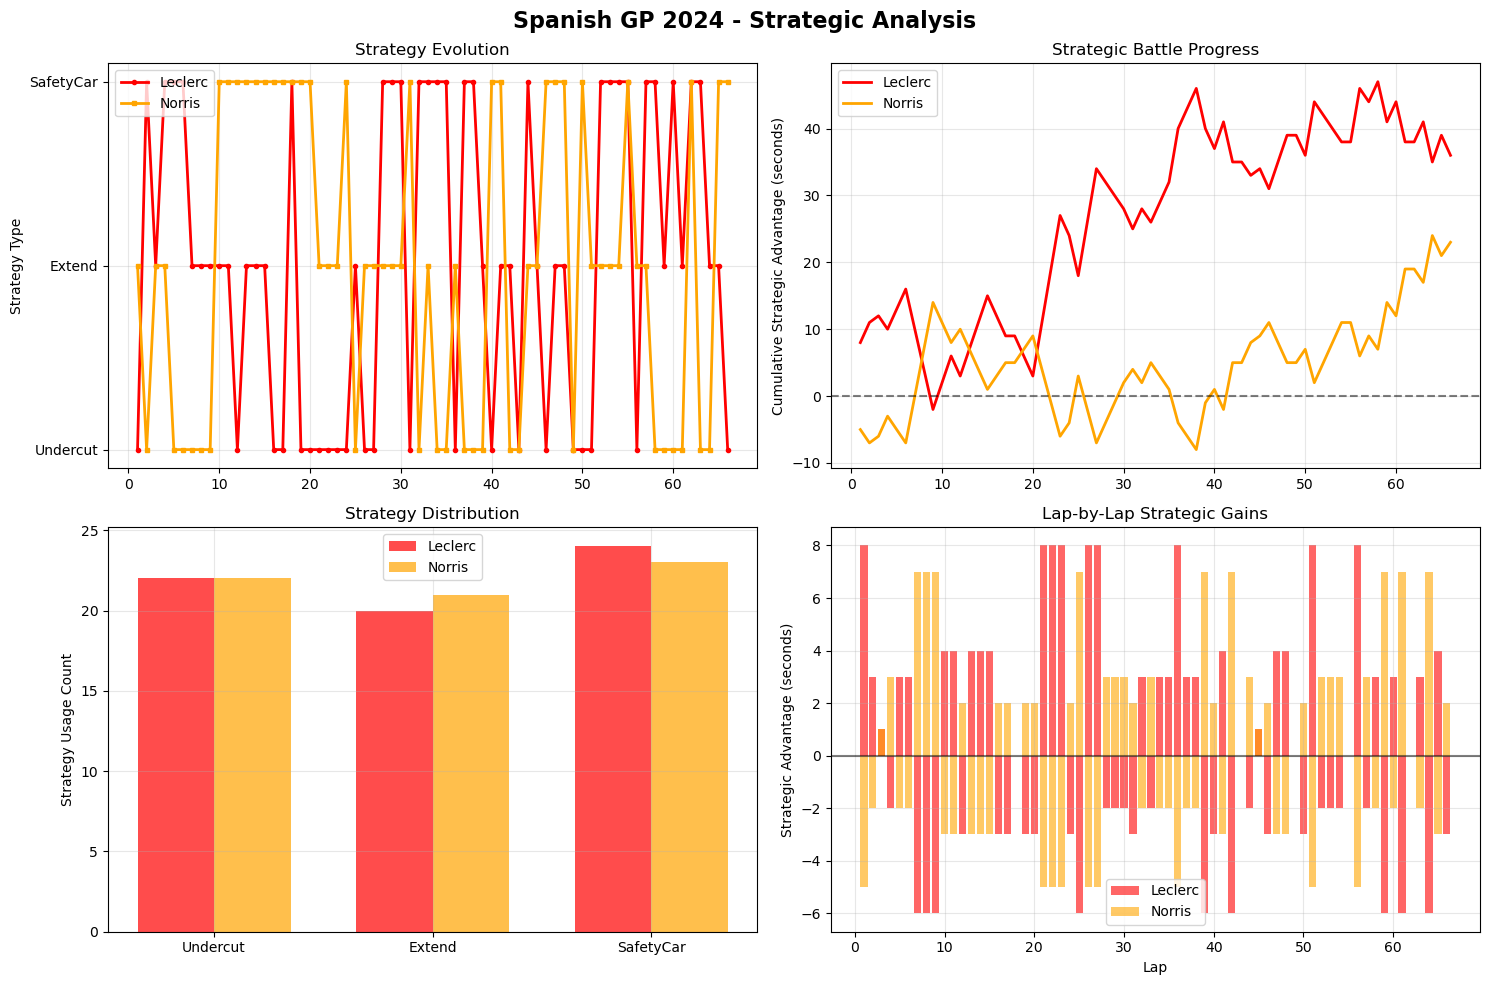 Spanish GP 2024 - Strategic Analysis
Strategy Evolution
Strategy Type
SafetyCar
Extend
Undercut
Leclerc
Norris
0 10 20 30 40 50 60
Strategic Battle Progress
Cumulative Strategic Advantage (seconds)
40
30
20
10
0
−10
Leclerc
Norris
0 10 20 30 40 50 60
Strategy Distribution
Strategy Usage Count
25
20
15
10
5
0
Leclerc
Norris
Undercut Extend SafetyCar
Lap-by-Lap Strategic Gains
Strategic Advantage (seconds)
8
6
4
2
0
−2
−4
−6
Leclerc
Norris
0 10 20 30 40 50 60
Lap